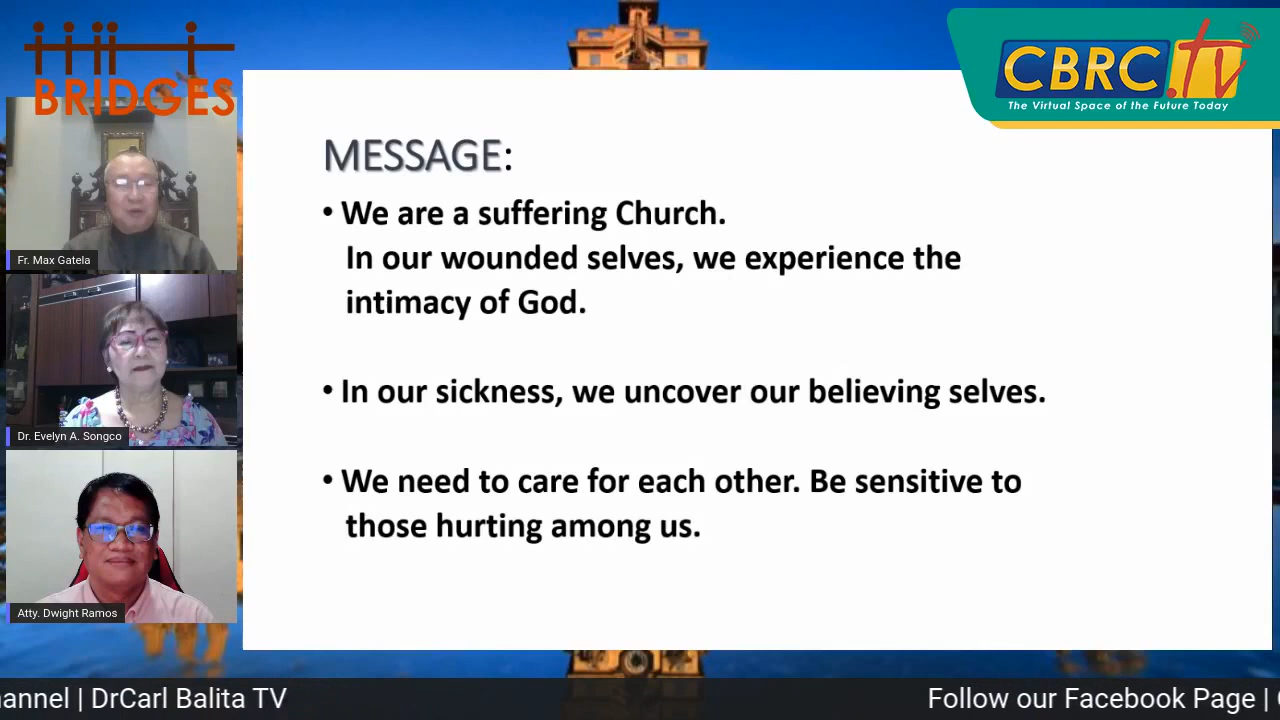 BRIDGES
CBRC.tv
The Virtual Space of the Future Today
Fr. Max Gatela
Dr. Evelyn A. Songco
Atty. Dwight Ramos
MESSAGE:
• We are a suffering Church.
In our wounded selves, we experience the
intimacy of God.
• In our sickness, we uncover our believing selves.
• We need to care for each other. Be sensitive to
those hurting among us.
annel | DrCarl Balita TV
Follow our Facebook Page |